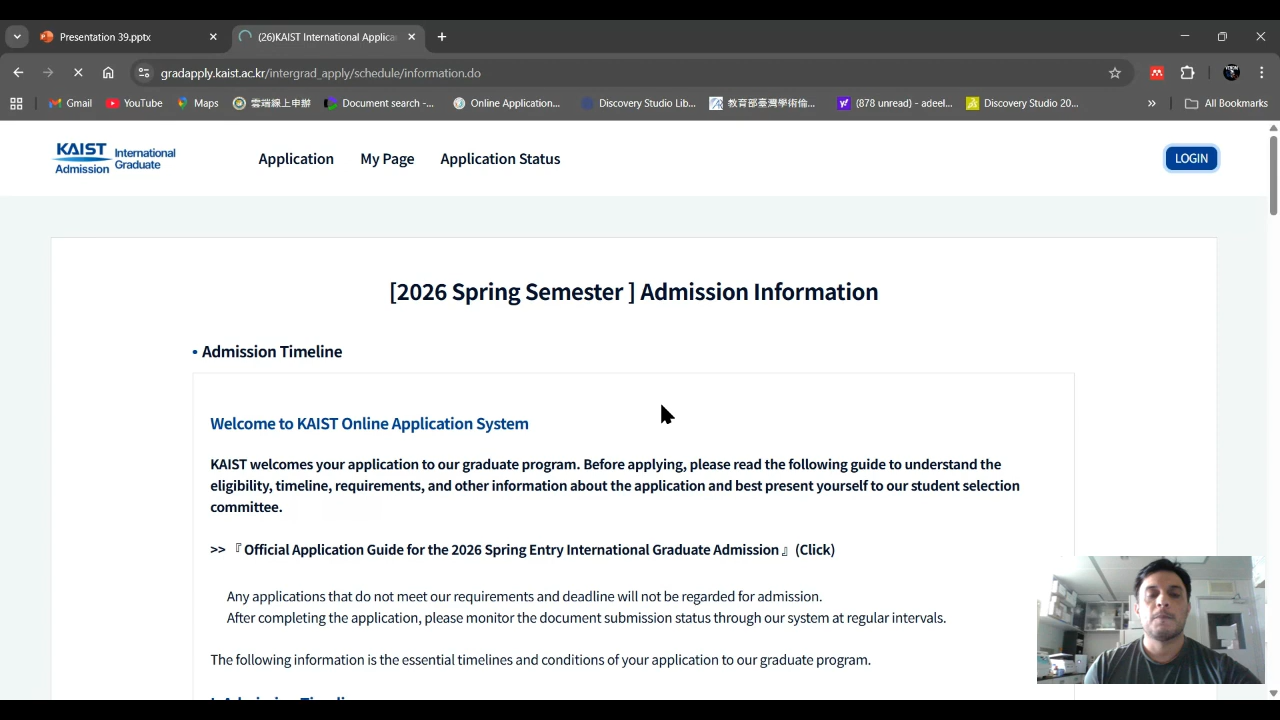 Presentation 39.pptx
(26)KAIST International Applica
gradapply.kaist.ac.kr/intergrad_apply/schedule/information.do
Gmail
YouTube
Maps
雲端線上申辦
Document search -...
Online Application...
Discovery Studio Lib...
教育部臺灣學術倫...
(878 unread) - adeel...
Discovery Studio 20...
All Bookmarks
KAIST International
Admission Graduate
Application
My Page
Application Status
LOGIN
[2026 Spring Semester ] Admission Information
• Admission Timeline
Welcome to KAIST Online Application System
KAIST welcomes your application to our graduate program. Before applying, please read the following guide to understand the
eligibility, timeline, requirements, and other information about the application and best present yourself to our student selection
committee.
>> 『Official Application Guide for the 2026 Spring Entry International Graduate Admission』(Click)
Any applications that do not meet our requirements and deadline will not be regarded for admission.
After completing the application, please monitor the document submission status through our system at regular intervals.
The following information is the essential timelines and conditions of your application to our graduate program.